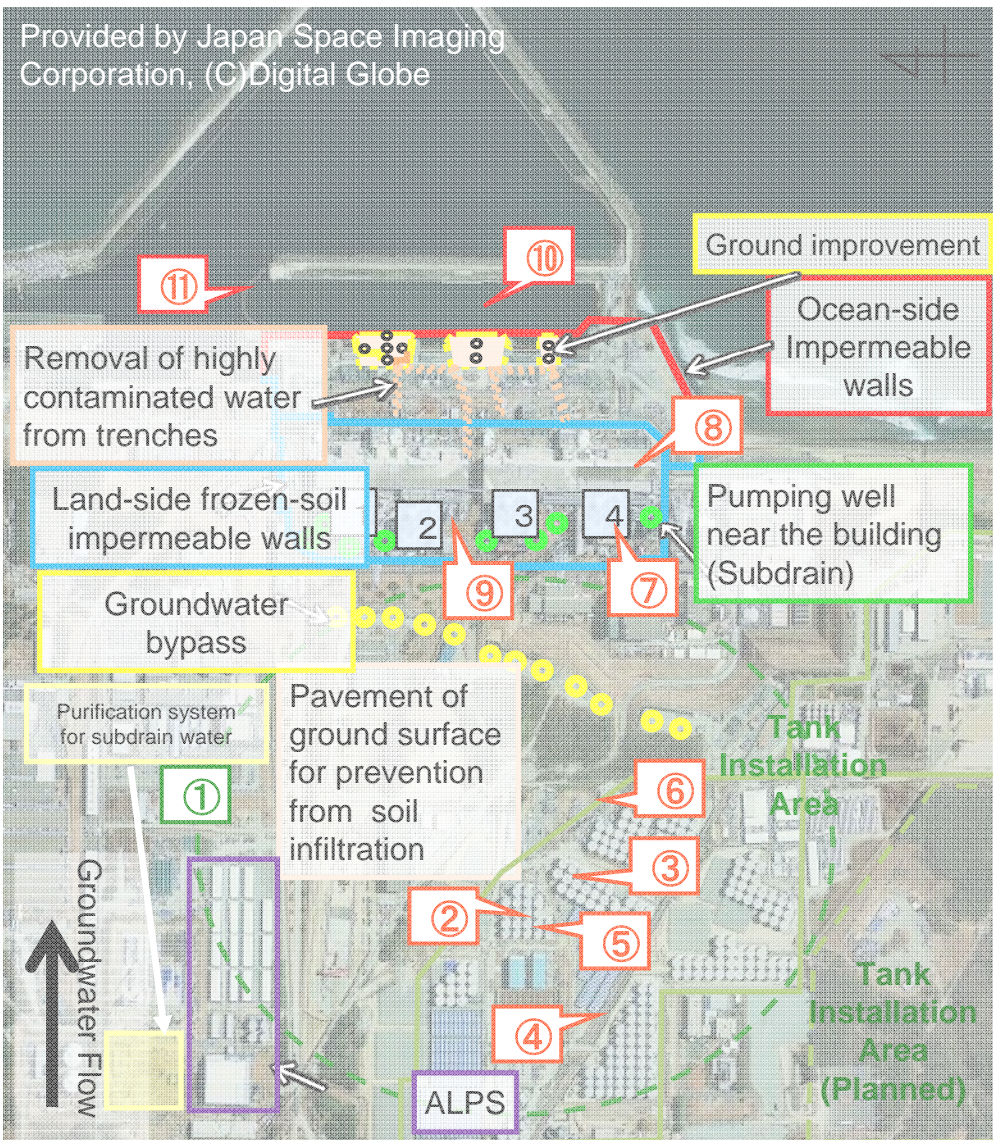 Provided by Japan Space Imaging
Corporation, (C)Digital Globe
Ground improvement
⑩
⑪
Ocean-side
Impermeable
walls
Removal of highly
contaminated water
from trenches
⑧
Land-side frozen-soil
impermeable walls
2
3
4
Pumping well
near the building
(Subdrain)
⑨
⑦
Groundwater
bypass
Purification system
for subdrain water
Pavement of
ground surface
for prevention
from soil
infiltration
Tank
Installation
Area
①
⑥
③
②
⑤
④
Groundwater Flow
Tank
Installation
Area
(Planned)
ALPS